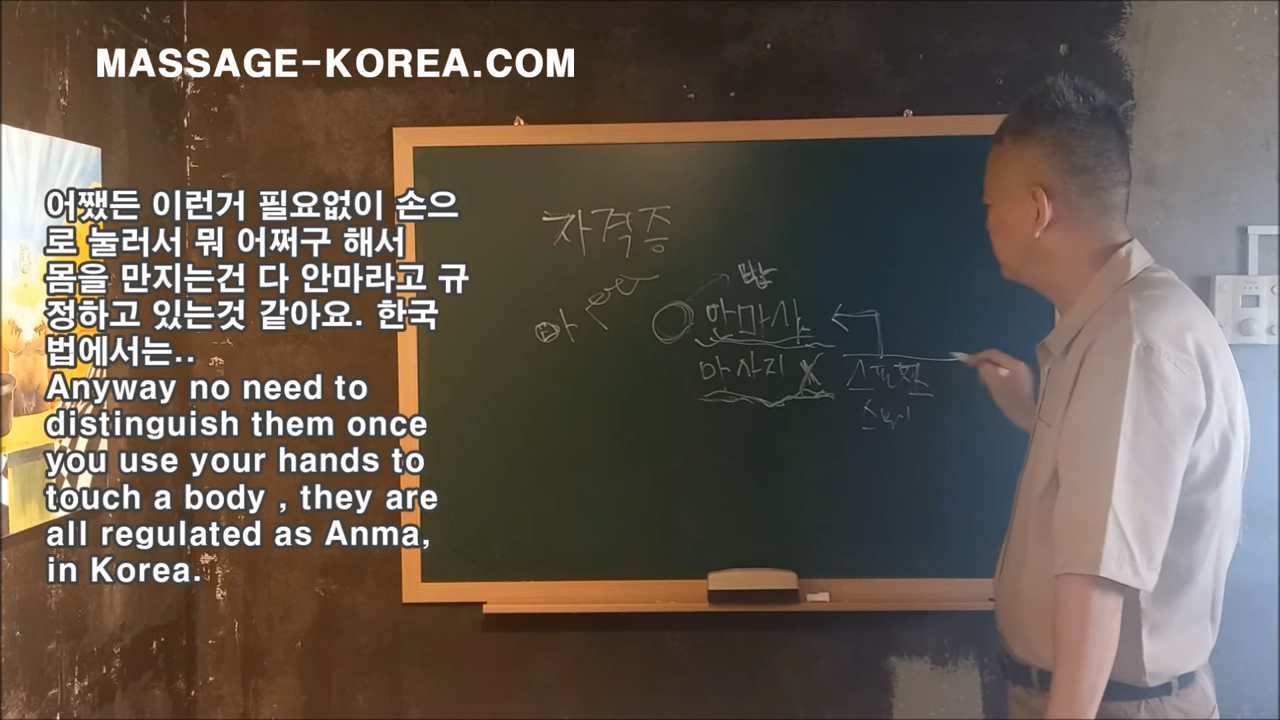 MASSAGE-KOREA.COM
어쨌든 이런거 필요없이 손으
로 눌러서 뭐 어쩌구 해서
몸을 만지는건 다 안마라고 규
정하고 있는것 같아요. 한국
법에서는..
Anyway no need to
distinguish them once
you use your hands to
touch a body , they are
all regulated as Anma,
in Korea.
자격증
안마사
마사지 X